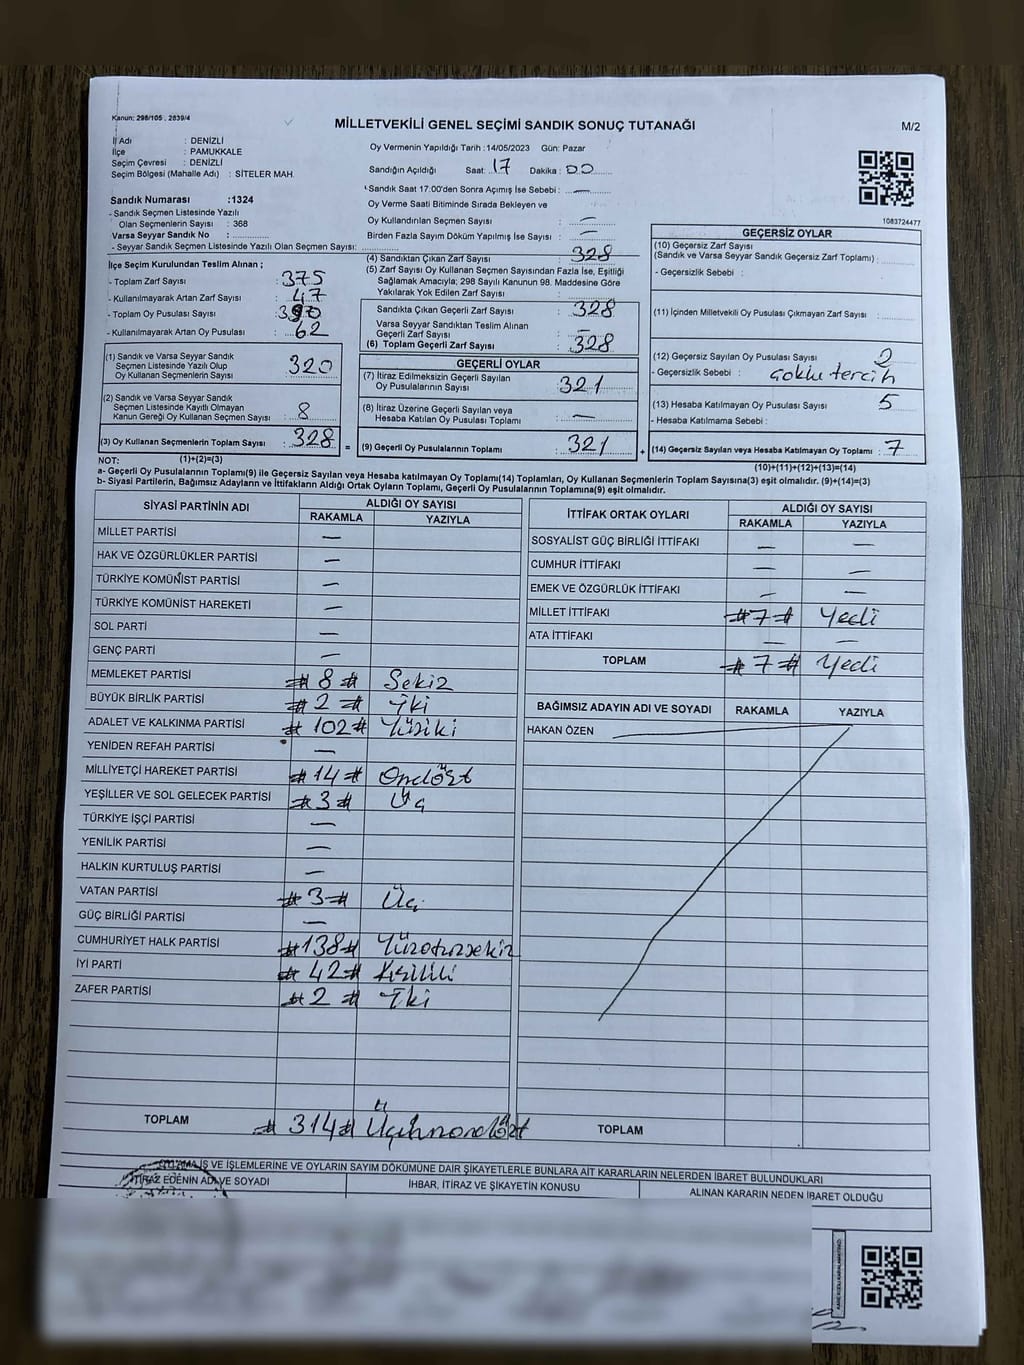 Kanun: 298/105 , 2839/4
MİLLETVEKİLİ GENEL SEÇİMİ SANDIK SONUÇ TUTANAĞI
M/2
İl Adı : DENİZLİ
İlçe : PAMUKKALE
Seçim Çevresi : DENİZLİ
Seçim Bölgesi (Mahalle Adı) : SİTELER MAH.
Sandık Numarası :1324
- Sandık Seçmen Listesinde Yazılı
Olan Seçmenlerin Sayısı : 368
Varsa Seyyar Sandık No :
- Seyyar Sandık Seçmen Listesinde Yazılı Olan Seçmen Sayısı:
Oy Vermenin Yapıldığı Tarih :14/05/2023 Gün: Pazar
Sandığın Açıldığı Saat: 17 Dakika : 00
Sandık Saat 17:00'den Sonra Açımış İse Sebebi : —
Oy Verme Saati Bitiminde Sırada Bekleyen ve
Oy Kullandırılan Seçmen Sayısı : —
Birden Fazla Sayım Döküm Yapılmış İse Sayısı : —
1083724477
İlçe Seçim Kurulundan Teslim Alınan ;
- Toplam Zarf Sayısı : 375
- Kullanılmayarak Artan Zarf Sayısı : 47
- Toplam Oy Pusulası Sayısı :
- Kullanılmayarak Artan Oy Pusulası : 62
(1) Sandık ve Varsa Seyyar Sandık
Seçmen Listesinde Yazılı Olup
Oy Kullanan Seçmenlerin Sayısı : 320
(2) Sandık ve Varsa Seyyar Sandık
Seçmen Listesinde Kayıtlı Olmayan
Kanun Gereği Oy Kullanan Seçmen Sayısı : 8
(3) Oy Kullanan Seçmenlerin Toplam Sayısı : 328
(1)+(2)=(3)
(4) Sandıktan Çıkan Zarf Sayısı : 328
(5) Zarf Sayısı Oy Kullanan Seçmen Sayısından Fazla İse, Eşitliği
Sağlamak Amacıyla; 298 Sayılı Kanunun 98. Maddesine Göre
Yakılarak Yok Edilen Zarf Sayısı :
Sandıkta Çıkan Geçerli Zarf Sayısı : 328
Varsa Seyyar Sandıktan Teslim Alınan
Geçerli Zarf Sayısı : —
(6) Toplam Geçerli Zarf Sayısı : 328
GEÇERLİ OYLAR
(7) İtiraz Edilmeksizin Geçerli Sayılan
Oy Pusulalarının Sayısı : 321
(8) İtiraz Üzerine Geçerli Sayılan veya
Hesaba Katılan Oy Pusulası Toplamı : —
= (9) Geçerli Oy Pusulalarının Toplamı : 321 +
GEÇERSİZ OYLAR
(10) Geçersiz Zarf Sayısı
(Sandık ve Varsa Seyyar Sandık Geçersiz Zarf Toplamı) :
- Geçersizlik Sebebi :
(11) İçinden Milletvekili Oy Pusulası Çıkmayan Zarf Sayısı :
(12) Geçersiz Sayılan Oy Pusulası Sayısı : 2
- Geçersizlik Sebebi : Çoklu tercih
(13) Hesaba Katılmayan Oy Pusulası Sayısı : 5
- Hesaba Katılmama Sebebi :
(14) Geçersiz Sayılan veya Hesaba Katılmayan Oy Toplamı : 7
(10)+(11)+(12)+(13)=(14)
NOT:
a- Geçerli Oy Pusulalarının Toplamı(9) ile Geçersiz Sayılan veya Hesaba katılmayan Oy Toplamı(14) Toplamları, Oy Kullanan Seçmenlerin Toplam Sayısına(3) eşit olmalıdır. (9)+(14)=(3)
b- Siyasi Partilerin, Bağımsız Adayların ve İttifakların Aldığı Ortak Oyların Toplamı, Geçerli Oy Pusulalarının Toplamına(9) eşit olmalıdır.
SİYASİ PARTİNİN ADI ALDIĞI OY SAYISI
RAKAMLA YAZIYLA
MİLLET PARTİSİ —
HAK VE ÖZGÜRLÜKLER PARTİSİ —
TÜRKİYE KOMÜNİST PARTİSİ —
TÜRKİYE KOMÜNİST HAREKETİ —
SOL PARTİ —
GENÇ PARTİ —
MEMLEKET PARTİSİ # 8 # Sekiz
BÜYÜK BİRLİK PARTİSİ # 2 # İki
ADALET VE KALKINMA PARTİSİ # 102 # Yüziki
YENİDEN REFAH PARTİSİ —
MİLLİYETÇİ HAREKET PARTİSİ # 14 # Ondört
YEŞİLLER VE SOL GELECEK PARTİSİ # 3 # Üç
TÜRKİYE İŞÇİ PARTİSİ —
YENİLİK PARTİSİ —
HALKIN KURTULUŞ PARTİSİ —
VATAN PARTİSİ # 3 # Üç
GÜÇ BİRLİĞİ PARTİSİ —
CUMHURİYET HALK PARTİSİ # 138 # Yüzotuzsekiz
İYİ PARTİ # 42 #
ZAFER PARTİSİ # 2 # İki
TOPLAM # 314 # Üçyüzondört
İTTİFAK ORTAK OYLARI ALDIĞI OY SAYISI
RAKAMLA YAZIYLA
SOSYALİST GÜÇ BİRLİĞİ İTTİFAKI — —
CUMHUR İTTİFAKI — —
EMEK VE ÖZGÜRLÜK İTTİFAKI — —
MİLLET İTTİFAKI # 7 # Yedi
ATA İTTİFAKI — —
TOPLAM # 7 # Yedi
BAĞIMSIZ ADAYIN ADI VE SOYADI RAKAMLA YAZIYLA
HAKAN ÖZEN
TOPLAM
İŞ VE İŞLEMLERİNE VE OYLARIN SAYIM DÖKÜMÜNE DAİR ŞİKAYETLERLE BUNLARA AİT KARARLARIN NELERDEN İBARET BULUNDUKLARI
İTİRAZ EDENİN ADI VE SOYADI İHBAR, İTİRAZ VE ŞİKAYETİN KONUSU ALINAN KARARIN NEDEN İBARET OLDUĞU